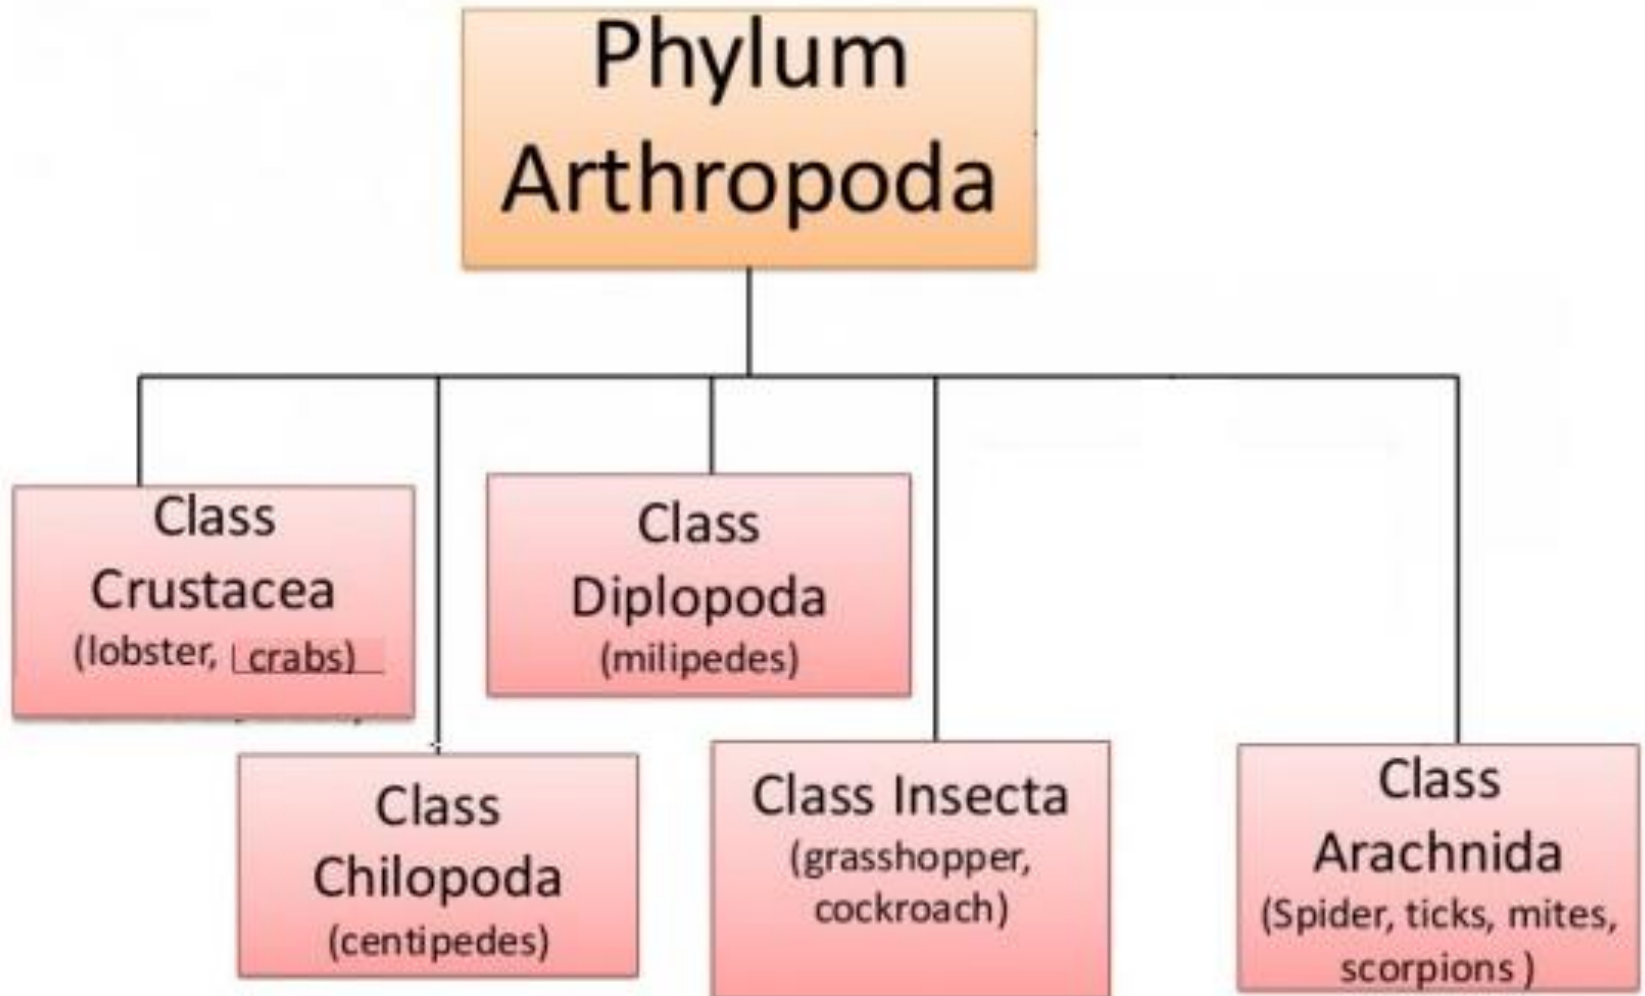 Phylum
Arthropoda
Class
Crustacea
(lobster, crabs)
Class
Diplopoda
(milipedes)
Class
Chilopoda
(centipedes)
Class Insecta
(grasshopper,
cockroach)
Class
Arachnida
(Spider, ticks, mites,
scorpions )